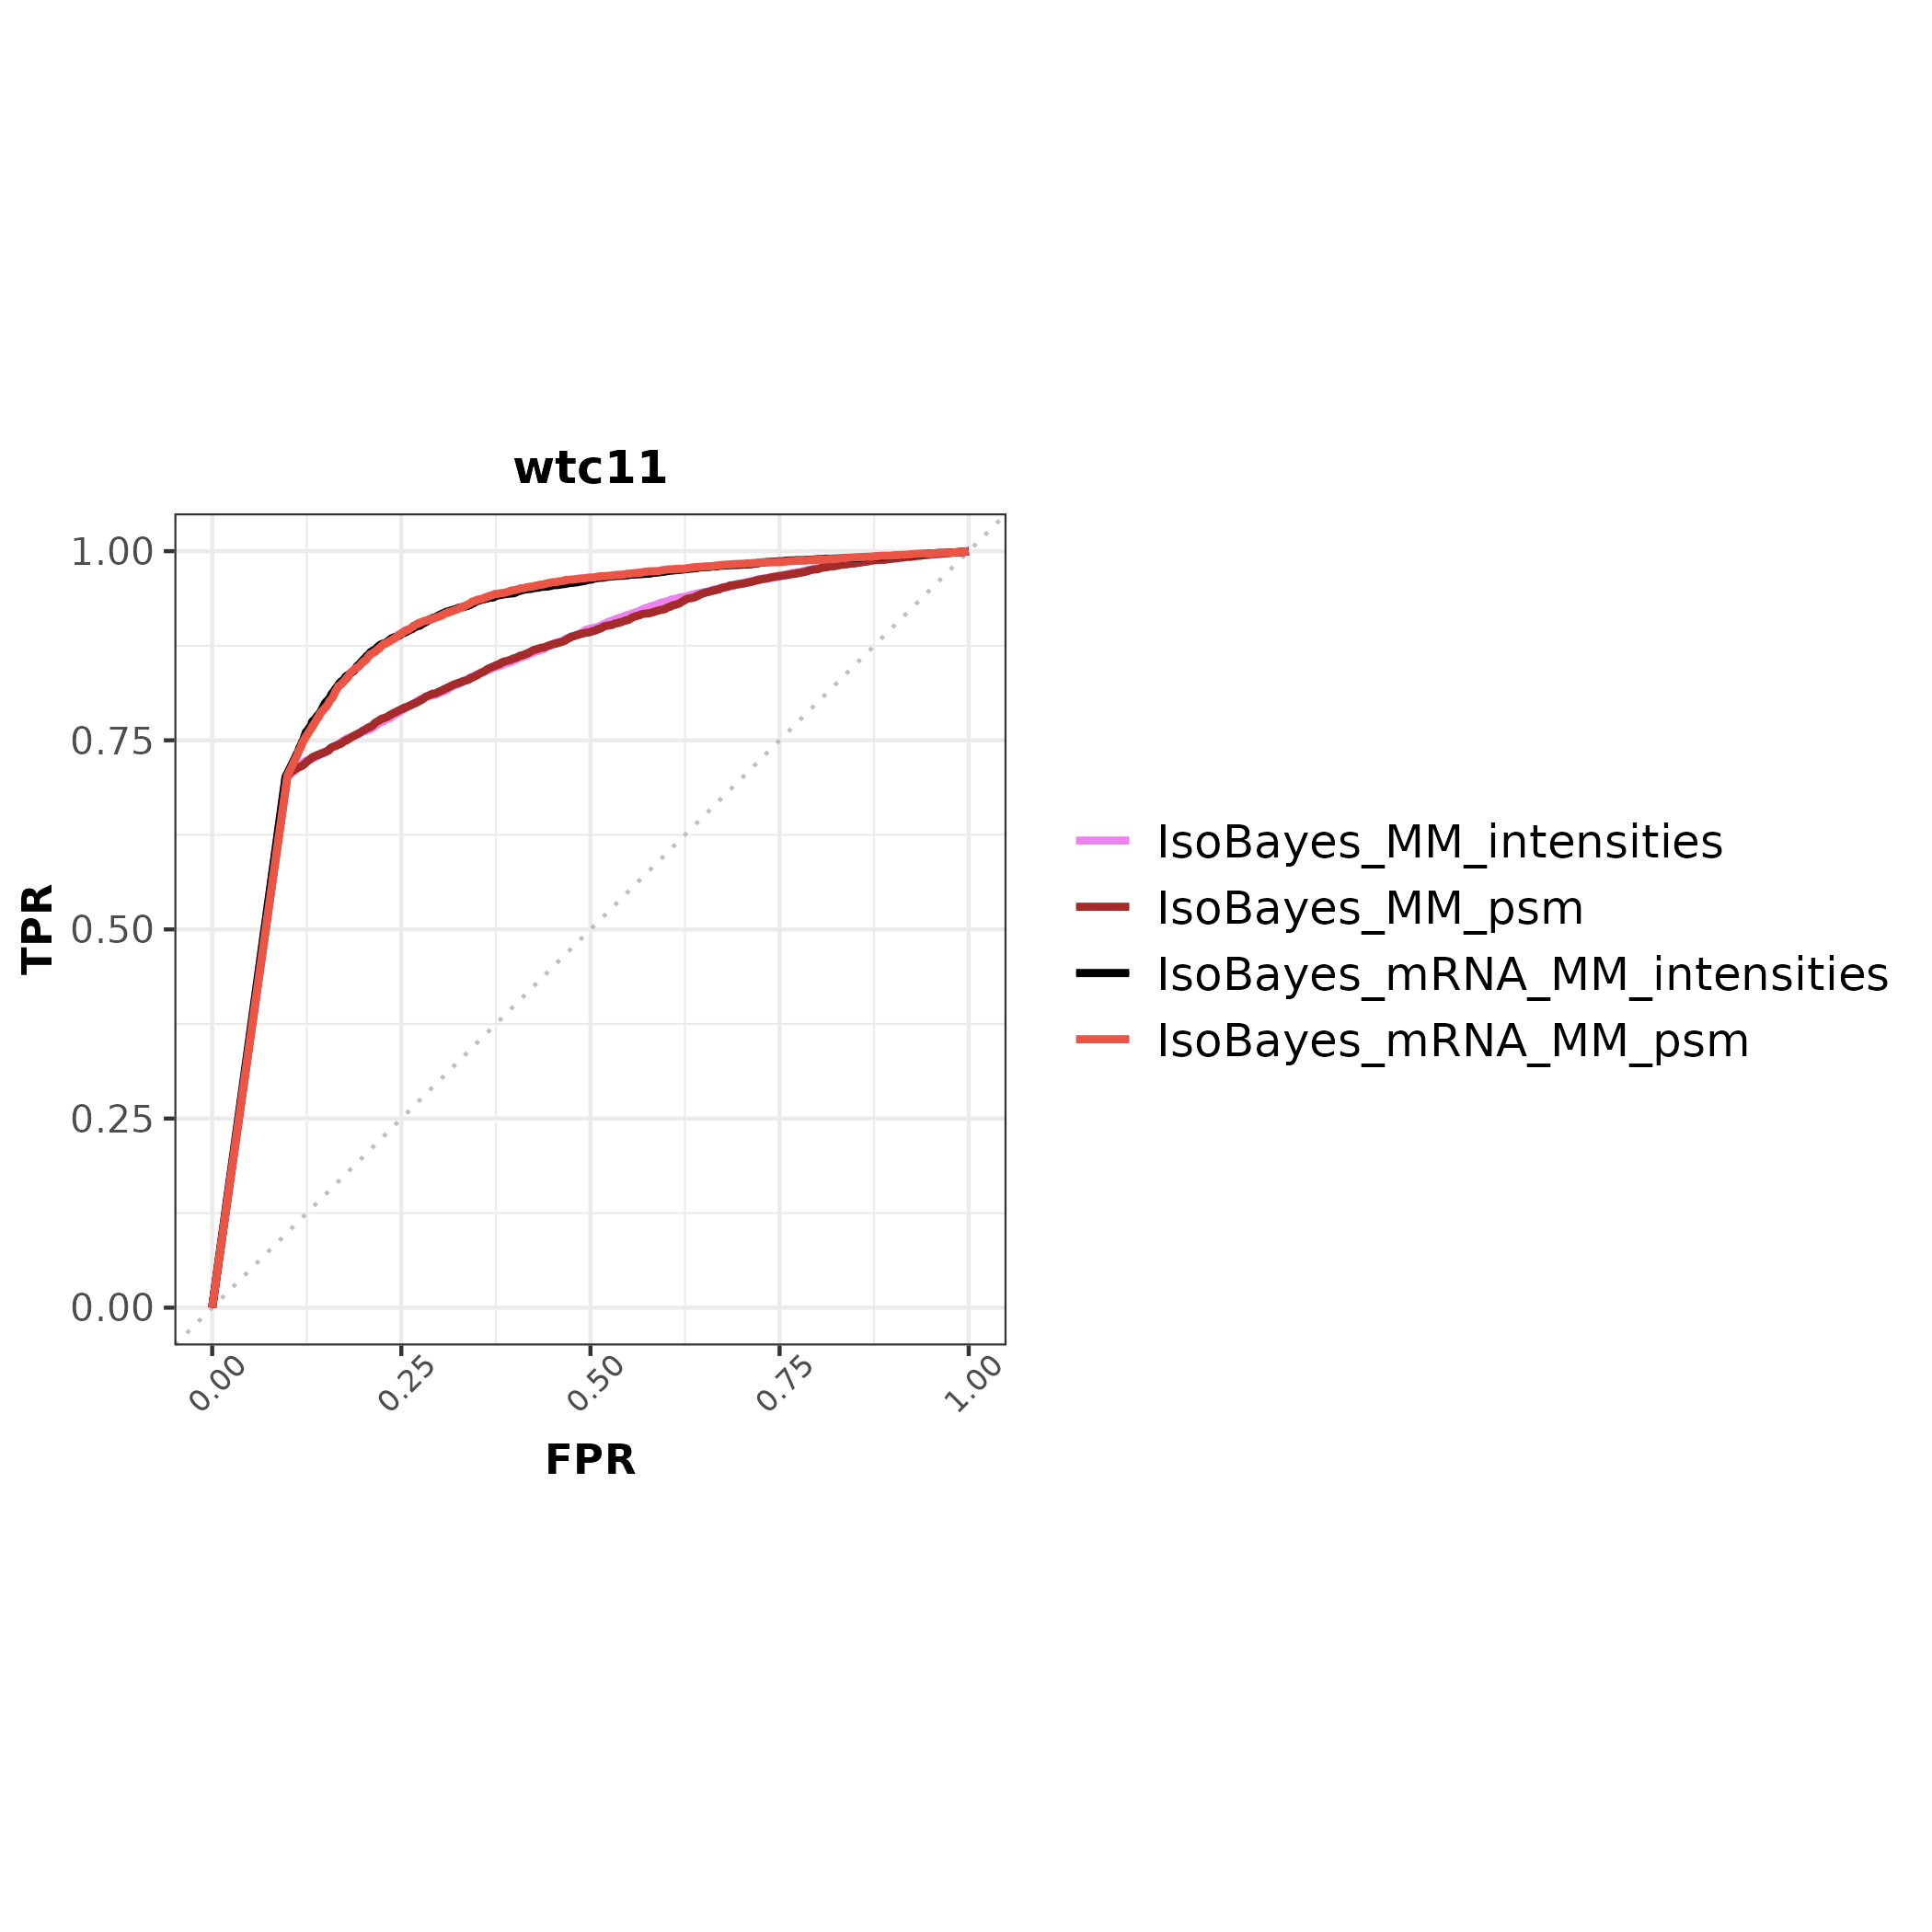 wtc11
1.00
0.75
0.50
0.25
0.00
TPR
0.00
0.25
0.50
0.75
1.00
FPR
IsoBayes_MM_intensities
IsoBayes_MM_psm
IsoBayes_mRNA_MM_intensities
IsoBayes_mRNA_MM_psm